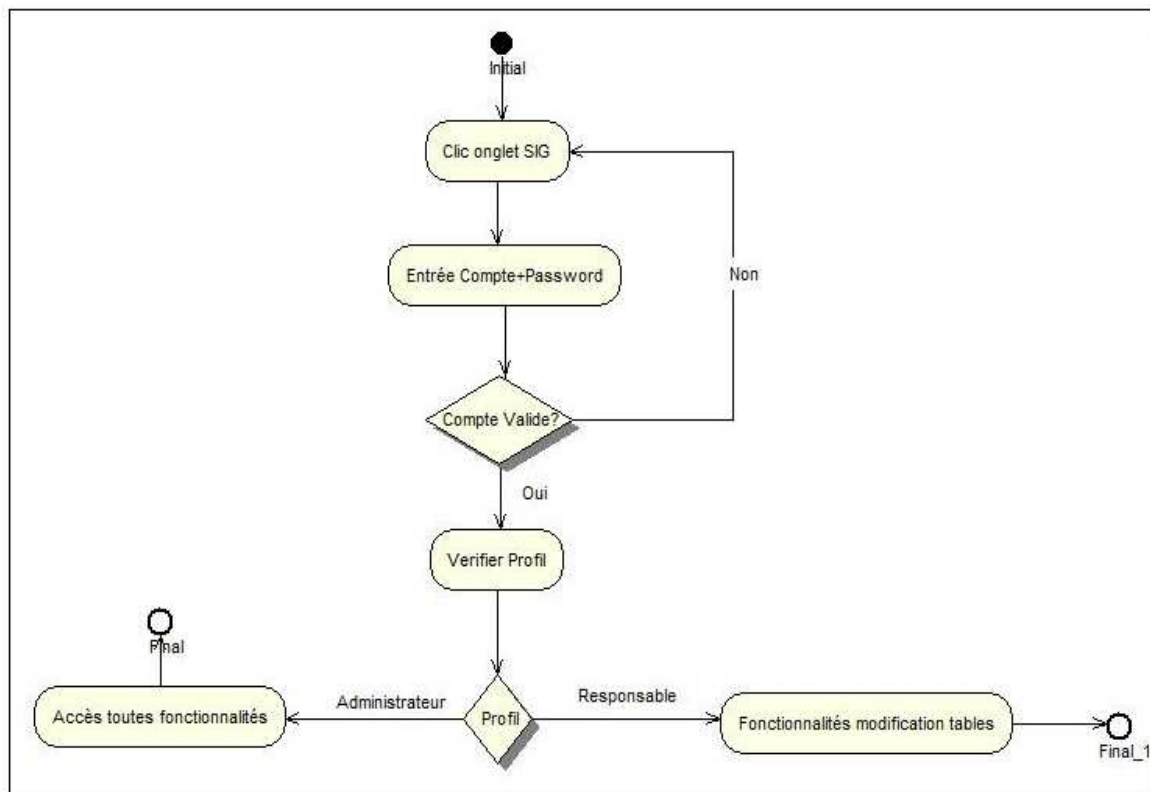 Initial
Clic onglet SIG
Entrée Compte+Password
Non
Compte Valide?
Oui
Verifier Profil
Final
Administrateur
Responsable
Accès toutes fonctionnalités
Profil
Fonctionnalités modification tables
Final_1